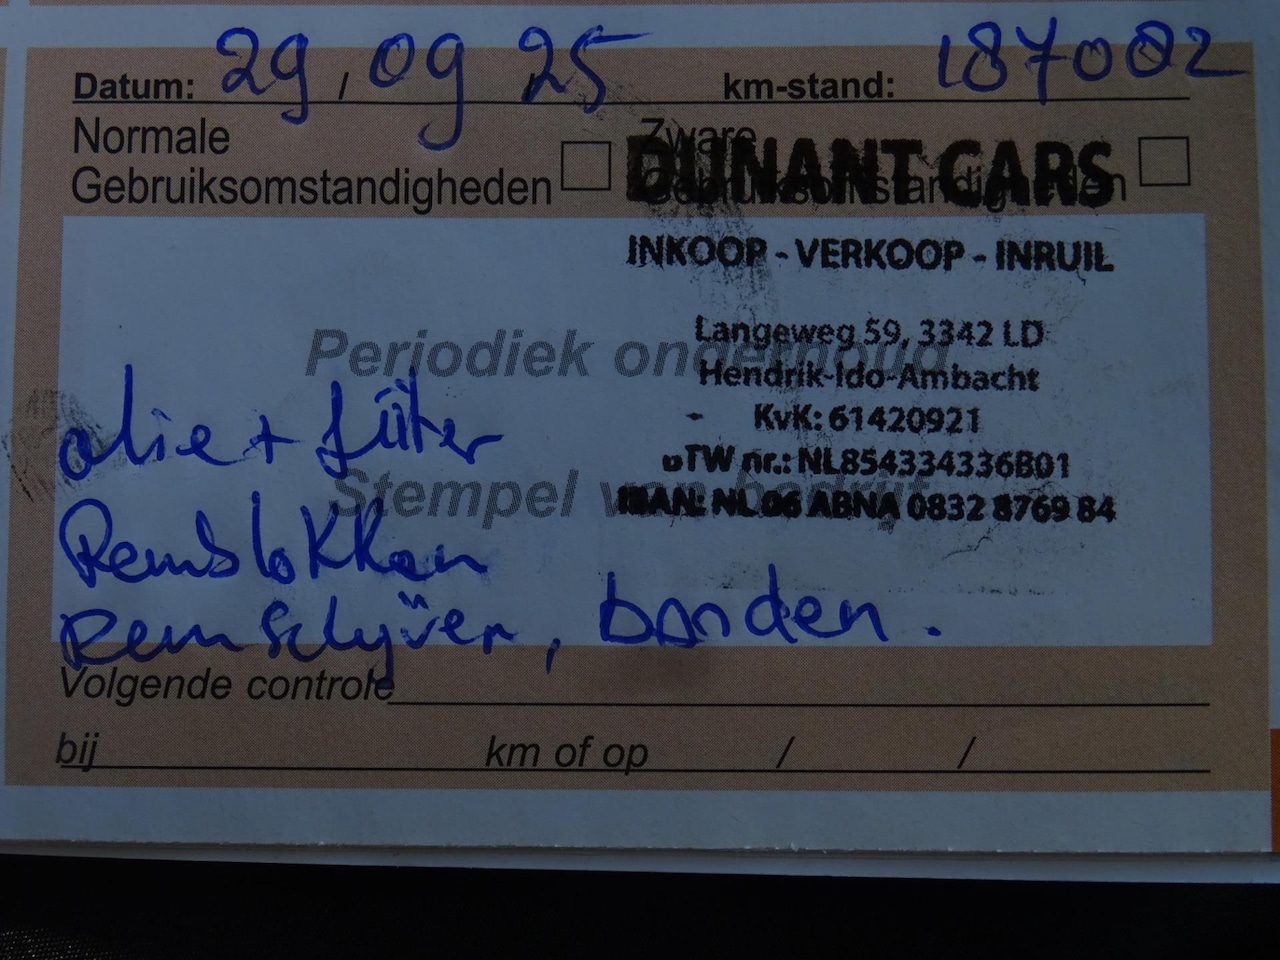 Datum: 29 / 09 / 25 km-stand: 187002
Normale Gebruiksomstandigheden
Zware Gebruiksomstandigheden
DUNANT CARS
INKOOP - VERKOOP - INRUIL
Langeweg 59, 3342 LD
Hendrik-Ido-Ambacht
KvK: 61420921
BTW nr.: NL854334336B01
IBAN: NL 06 ABNA 0832 8769 84
Periodiek onderhoud
Stempel van bedrijf
olie + filter
Remblokken
Remschijven, banden.
Volgende controle
bij km of op / /